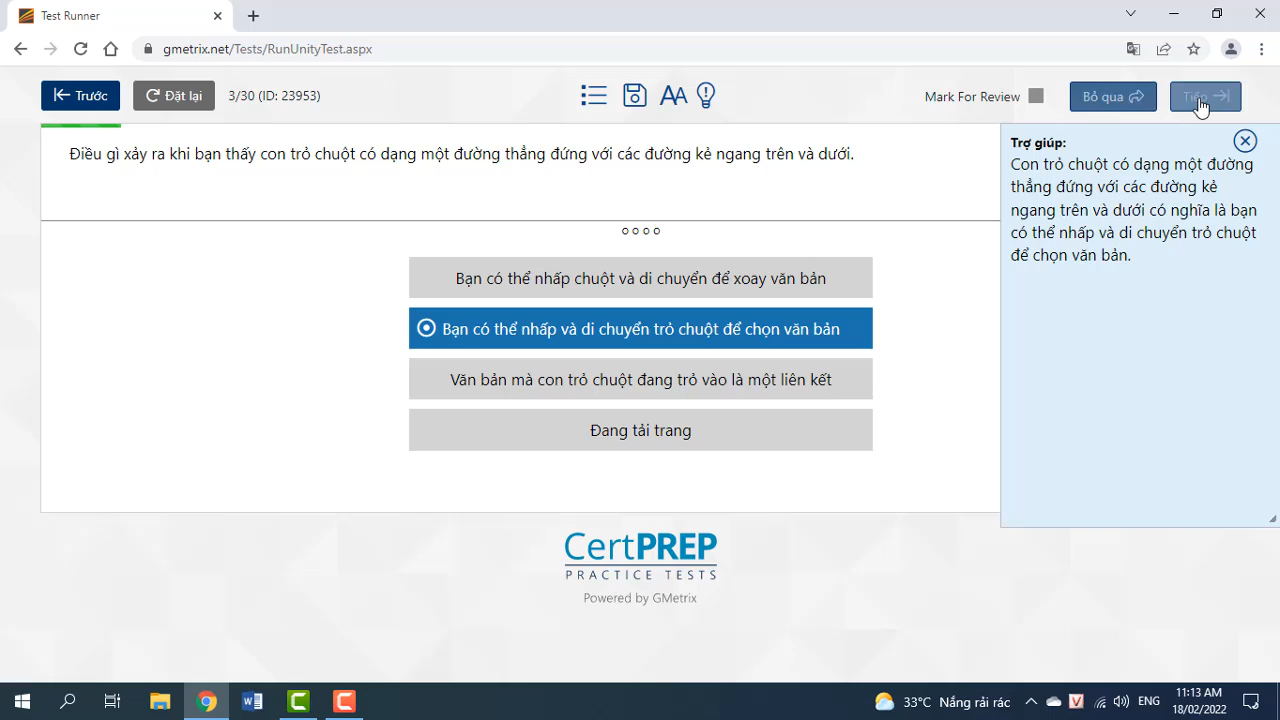 Test Runner
gmetrix.net/Tests/RunUnityTest.aspx
Trước
Đặt lại
3/30 (ID: 23953)
AA
Mark For Review
Bỏ qua
Tiếp
Điều gì xảy ra khi bạn thấy con trỏ chuột có dạng một đường thẳng đứng với các đường kẻ ngang trên và dưới.
Bạn có thể nhấp chuột và di chuyển để xoay văn bản
Bạn có thể nhấp và di chuyển trỏ chuột để chọn văn bản
Văn bản mà con trỏ chuột đang trỏ vào là một liên kết
Đang tải trang
Trợ giúp:
Con trỏ chuột có dạng một đường
thẳng đứng với các đường kẻ
ngang trên và dưới có nghĩa là bạn
có thể nhấp và di chuyển trỏ chuột
để chọn văn bản.
CertPREP
PRACTICE TESTS
Powered by GMetrix
33°C Nắng rải rác
ENG
11:13 AM
18/02/2022